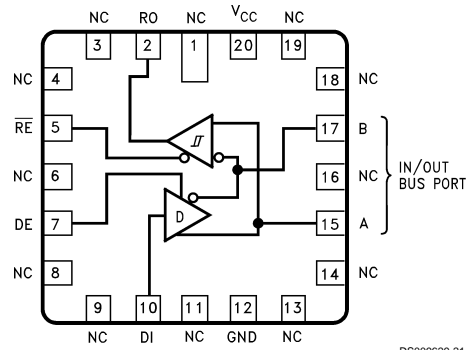 NC RO NC VCC NC
3 2 1 20 19
NC 4 18 NC
RE 5 17 B
NC 6 16 NC
IN/OUT
BUS PORT
DE 7 D 15 A
NC 8 14 NC
9 10 11 12 13
NC DI NC GND NC